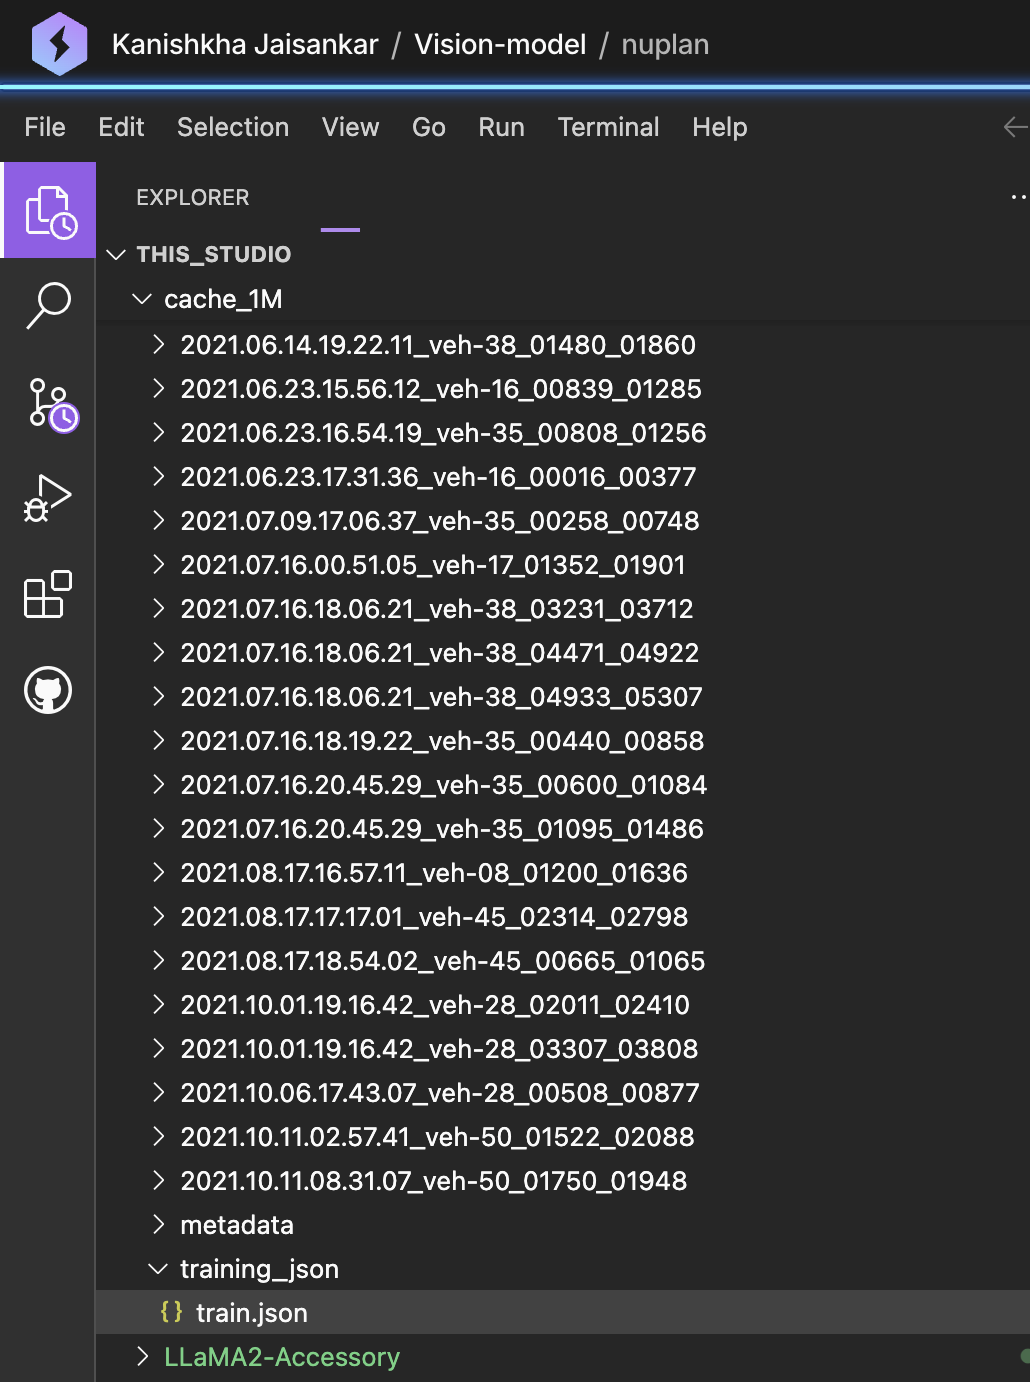 Kanishkha Jaisankar / Vision-model / nuplan
File Edit Selection View Go Run Terminal Help
EXPLORER
THIS_STUDIO
cache_1M
2021.06.14.19.22.11_veh-38_01480_01860
2021.06.23.15.56.12_veh-16_00839_01285
2021.06.23.16.54.19_veh-35_00808_01256
2021.06.23.17.31.36_veh-16_00016_00377
2021.07.09.17.06.37_veh-35_00258_00748
2021.07.16.00.51.05_veh-17_01352_01901
2021.07.16.18.06.21_veh-38_03231_03712
2021.07.16.18.06.21_veh-38_04471_04922
2021.07.16.18.06.21_veh-38_04933_05307
2021.07.16.18.19.22_veh-35_00440_00858
2021.07.16.20.45.29_veh-35_00600_01084
2021.07.16.20.45.29_veh-35_01095_01486
2021.08.17.16.57.11_veh-08_01200_01636
2021.08.17.17.17.01_veh-45_02314_02798
2021.08.17.18.54.02_veh-45_00665_01065
2021.10.01.19.16.42_veh-28_02011_02410
2021.10.01.19.16.42_veh-28_03307_03808
2021.10.06.17.43.07_veh-28_00508_00877
2021.10.11.02.57.41_veh-50_01522_02088
2021.10.11.08.31.07_veh-50_01750_01948
metadata
training_json
{} train.json
LLaMA2-Accessory